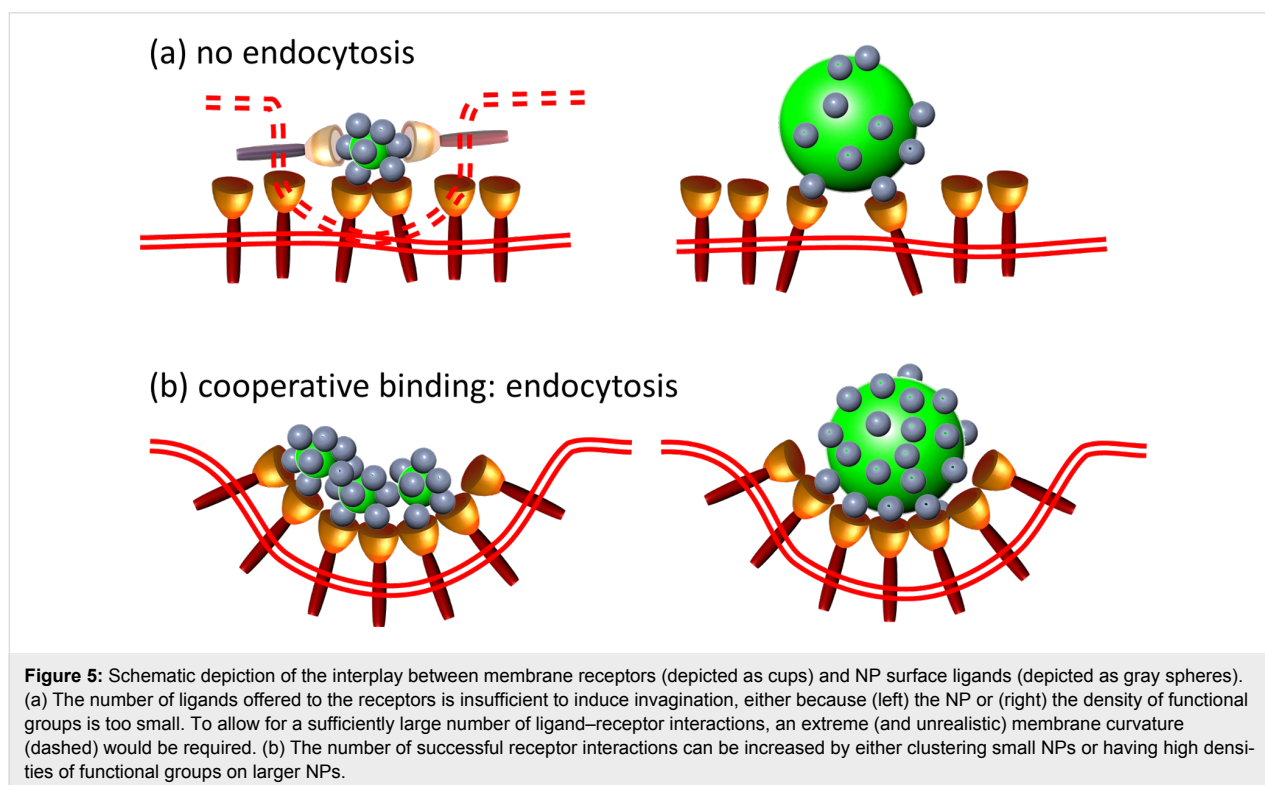 (a) no endocytosis
(b) cooperative binding: endocytosis
Figure 5: Schematic depiction of the interplay between membrane receptors (depicted as cups) and NP surface ligands (depicted as gray spheres).
(a) The number of ligands offered to the receptors is insufficient to induce invagination, either because (left) the NP or (right) the density of functional
groups is too small. To allow for a sufficiently large number of ligand–receptor interactions, an extreme (and unrealistic) membrane curvature
(dashed) would be required. (b) The number of successful receptor interactions can be increased by either clustering small NPs or having high densi-
ties of functional groups on larger NPs.